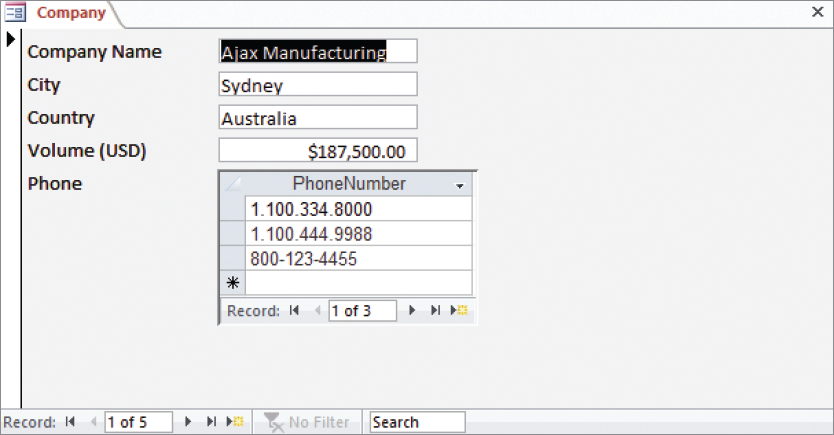 Company
Company Name Ajax Manufacturing
City Sydney
Country Australia
Volume (USD) $187,500.00
Phone PhoneNumber
1.100.334.8000
1.100.444.9988
800-123-4455
Record: 1 of 3
Record: 1 of 5 No Filter Search